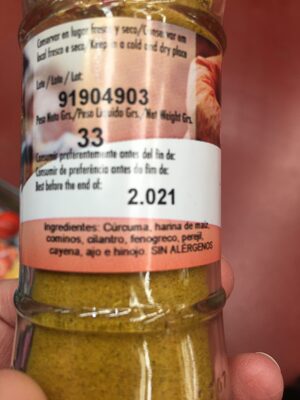 Conservar en lugar fresco y seco/Conservar em
local fresco e seco/ Keep in a cold and dry place
Lote / Lote / Lot:
91904903
Peso Neto Grs./Peso Líquido Grs./Net Weight Grs.
33
Consumir preferentemente antes del fin de:
Consumir de preferência antes do fim de:
Best before the end of:
2.021
Ingredientes: Cúrcuma, harina de maíz,
cominos, cilantro, fenogreco, perejil,
cayena, ajo e hinojo. SIN ALÉRGENOS